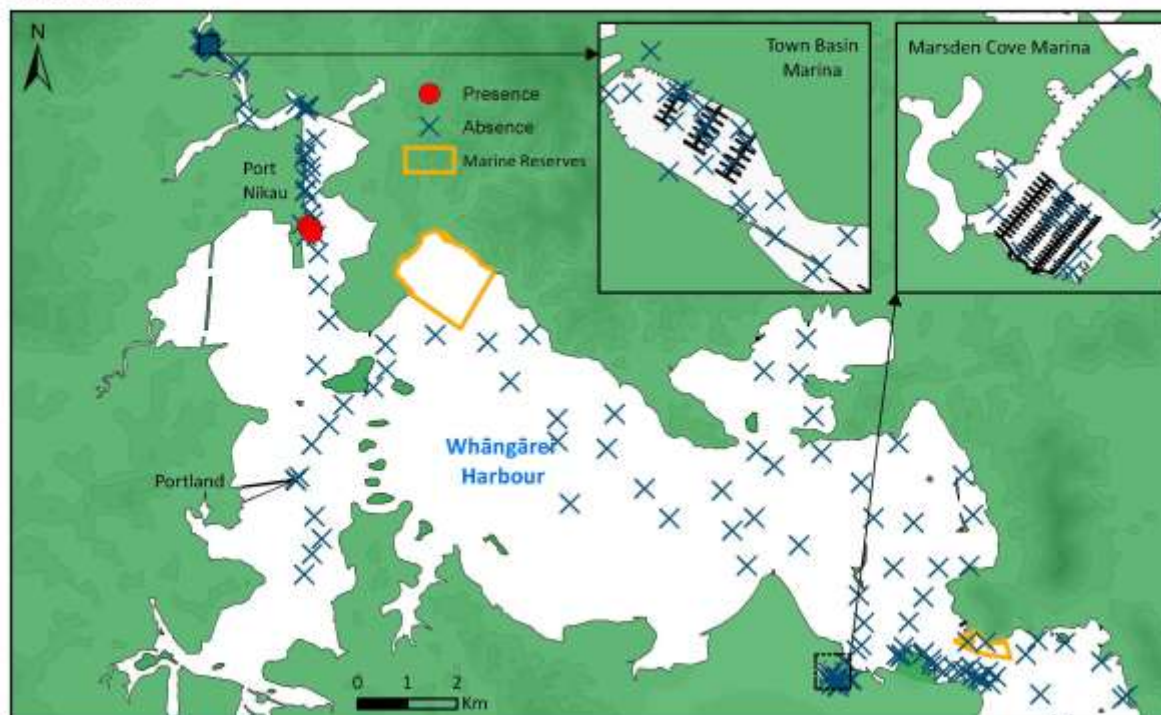 N
Presence
Absence
Marine Reserves
Town Basin
Marina
Marsden Cove Marina
Port
Nikau
Whāngārei
Harbour
Portland
0 1 2
Km